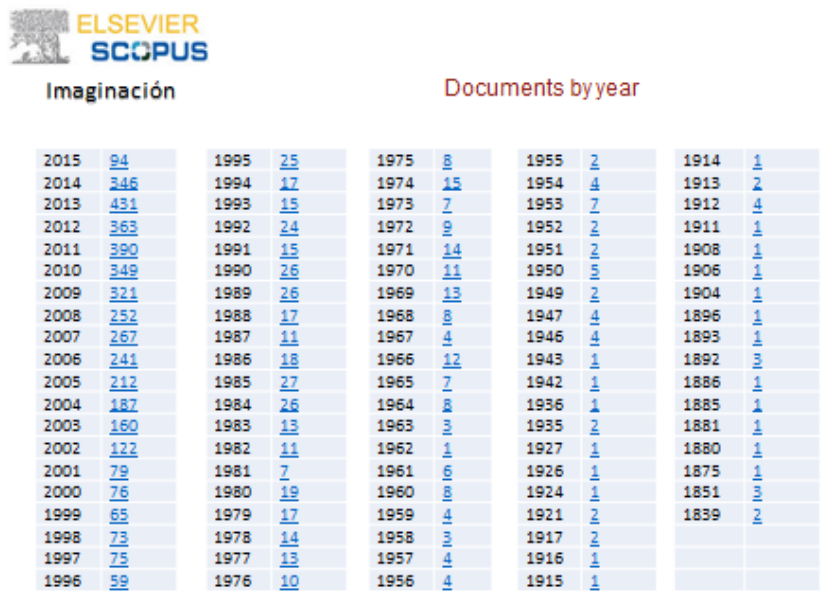 ELSEVIER
SCOPUS
Imaginación Documents by year
2015 94 1995 25 1975 8 1955 2 1914 1
2014 346 1994 17 1974 15 1954 4 1913 2
2013 431 1993 15 1973 7 1953 7 1912 4
2012 363 1992 24 1972 9 1952 2 1911 1
2011 390 1991 15 1971 14 1951 2 1908 1
2010 349 1990 26 1970 11 1950 5 1906 1
2009 321 1989 26 1969 13 1949 2 1904 1
2008 252 1988 17 1968 8 1947 4 1896 1
2007 267 1987 11 1967 4 1946 4 1893 1
2006 241 1986 18 1966 12 1943 1 1892 3
2005 212 1985 27 1965 7 1942 1 1886 1
2004 187 1984 26 1964 8 1936 1 1885 1
2003 160 1983 13 1963 3 1935 2 1881 1
2002 122 1982 11 1962 1 1927 1 1880 1
2001 79 1981 7 1961 6 1926 1 1875 1
2000 76 1980 19 1960 8 1924 1 1851 3
1999 65 1979 17 1959 4 1921 2 1839 2
1998 73 1978 14 1958 3 1917 2
1997 75 1977 13 1957 4 1916 1
1996 59 1976 10 1956 4 1915 1